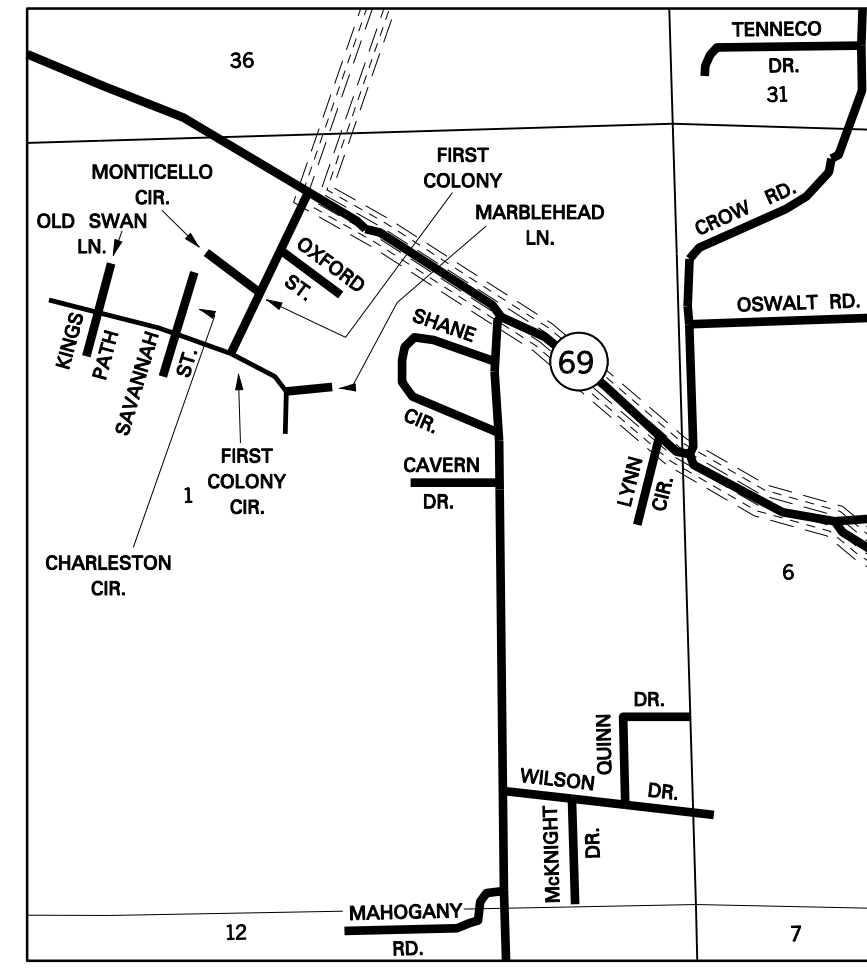 TENNECO
DR.
36
31
FIRST
COLONY
MONTICELLO
CIR.
MARBLEHEAD
LN.
CROW RD.
OLD SWAN
LN.
OXFORD
ST.
OSWALT RD.
SHANE
CIR.
KINGS
PATH
SAVANNAH
ST.
69
FIRST
COLONY
CIR.
CAVERN
DR.
LYNN
CIR.
1
CHARLESTON
CIR.
6
DR.
QUINN
WILSON
DR.
McKNIGHT
DR.
MAHOGANY
RD.
12
7